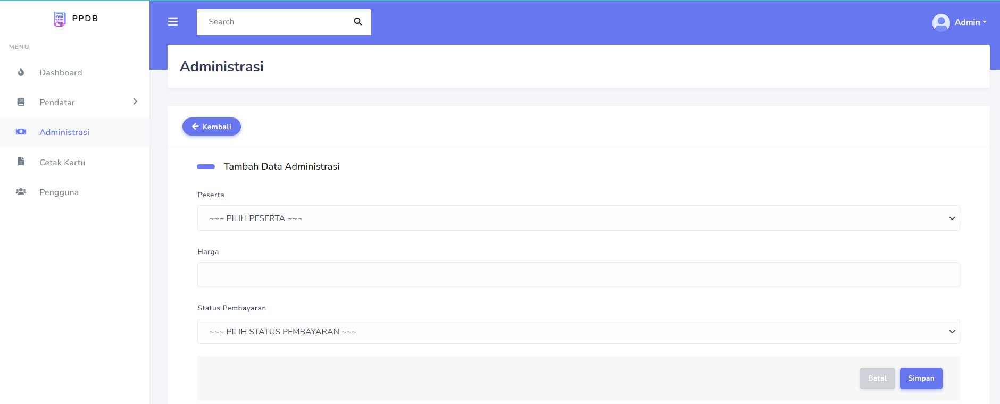 PPDB
MENU
Dashboard
Pendatar
Administrasi
Cetak Kartu
Pengguna
Search
Admin
Administrasi
Kembali
Tambah Data Administrasi
Peserta
~~~ PILIH PESERTA ~~~
Harga
Status Pembayaran
~~~ PILIH STATUS PEMBAYARAN ~~~
Batal Simpan